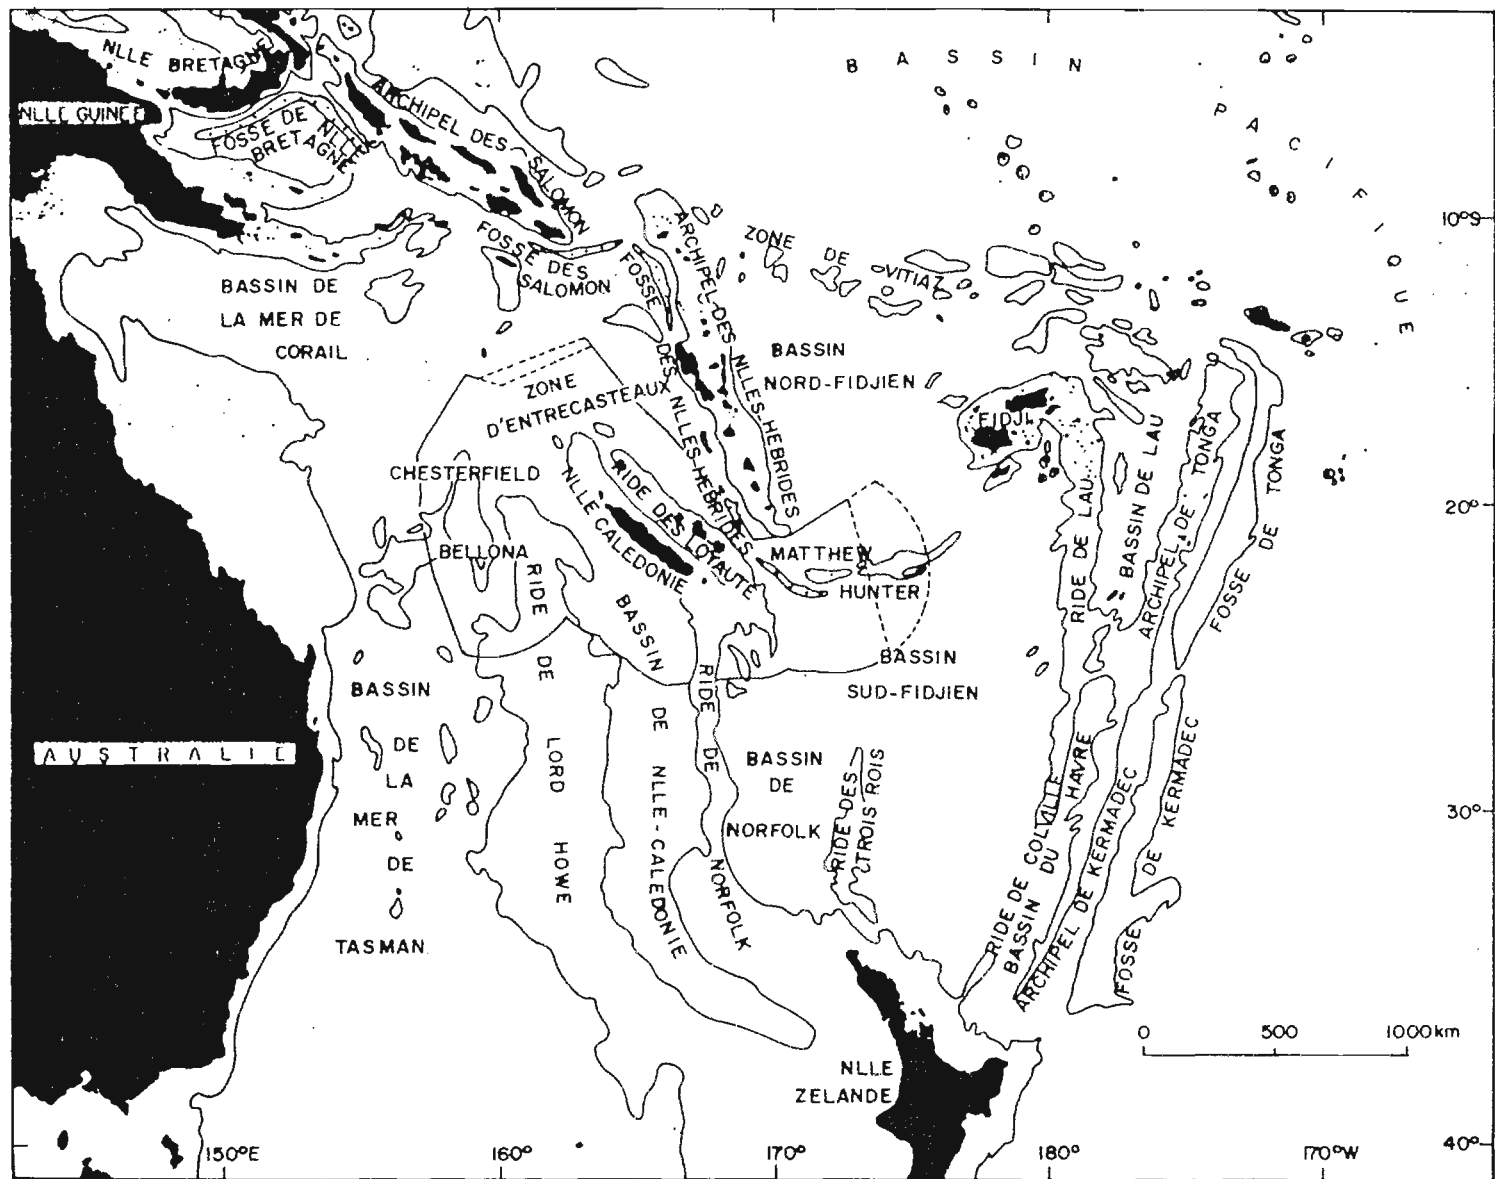 NLLE BRETAGNE
BASSIN
PACIFIQUE
NLLE GUINEE
ARCHIPEL DES SALOMON
FOSSE DE NLLE
BRETAGNE
10°S
FOSSE DES
SALOMON
ARCHIPEL-DES NLLES-HEBRIDES
FOSSE DES NLLES-HEBRIDES
ZONE DE VITIAZ
BASSIN DE
LA MER DE
CORAIL
BASSIN
NORD-FIDJIEN
ZONE
D'ENTRECASTEAUX
FIDJI
CHESTERFIELD
BELLONA
RIDE DES LOYAUTE
NLLE CALEDONIE
MATTHEW
HUNTER
RIDE DE LAU
BASSIN DE LAU
ARCHIPEL DE TONGA
FOSSE DE TONGA
20°
RIDE DE LORD HOWE
BASSIN DE NLLE-CALEDONIE
RIDE DE NORFOLK
BASSIN
SUD-FIDJIEN
BASSIN
DE
LA
MER
DE
TASMAN
AUSTRALIE
BASSIN
DE
NORFOLK
RIDE DES
TROIS ROIS
RIDE DE COLVILLE
BASSIN DU HAVRE
ARCHIPEL DE KERMADEC
FOSSE DE KERMADEC
30°
0 500 1000km
NLLE
ZELANDE
40°
150°E 160° 170° 180° 170°W